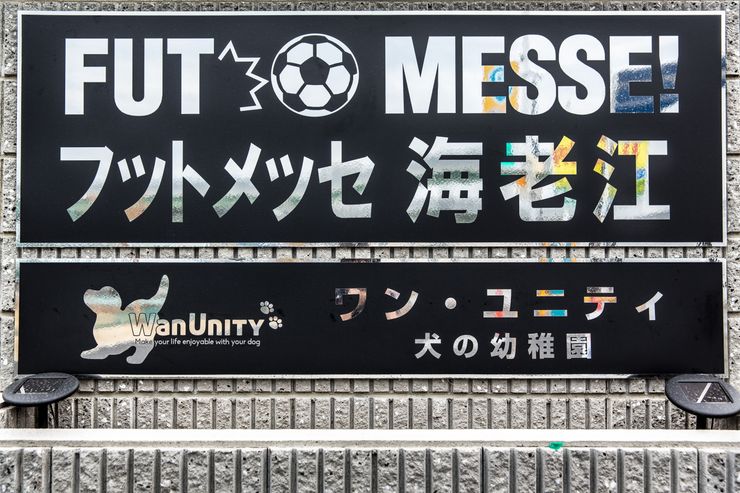 FUT MESSE!
フットメッセ 海老江
WanUnity
Make your life enjoyable with your dog
ワン・ユニティ
犬の幼稚園